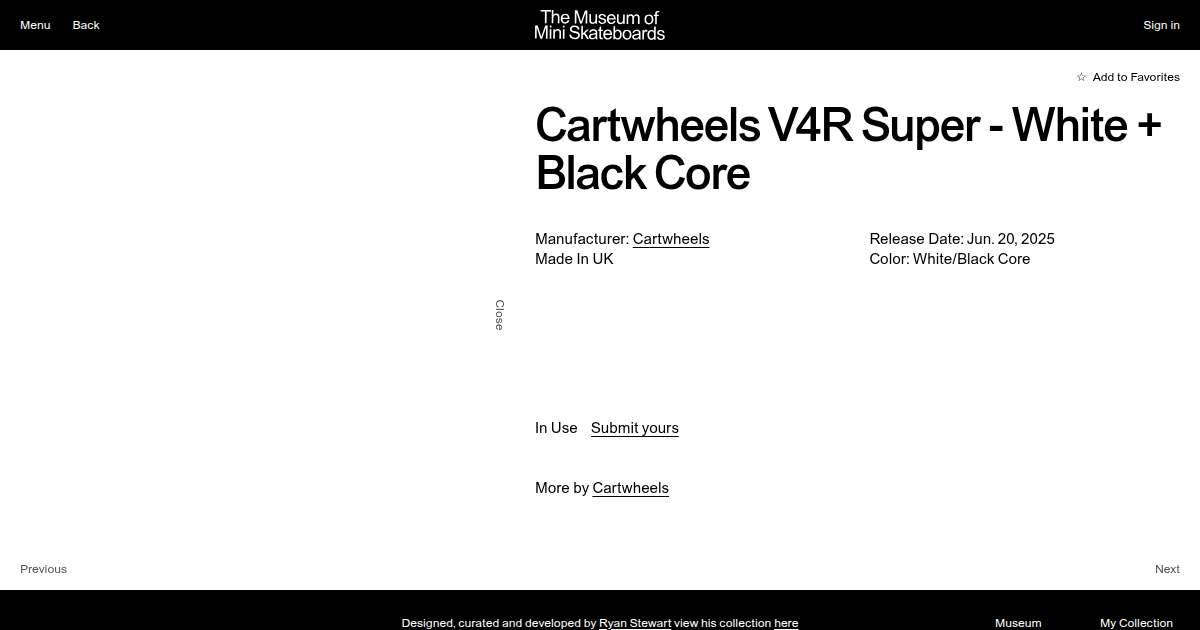 Menu Back
The Museum of
Mini Skateboards
Sign in
☆ Add to Favorites
Cartwheels V4R Super - White +
Black Core
Manufacturer: Cartwheels
Made In UK
Release Date: Jun. 20, 2025
Color: White/Black Core
Close
In Use Submit yours
More by Cartwheels
Previous
Next
Designed, curated and developed by Ryan Stewart view his collection here
Museum
My Collection